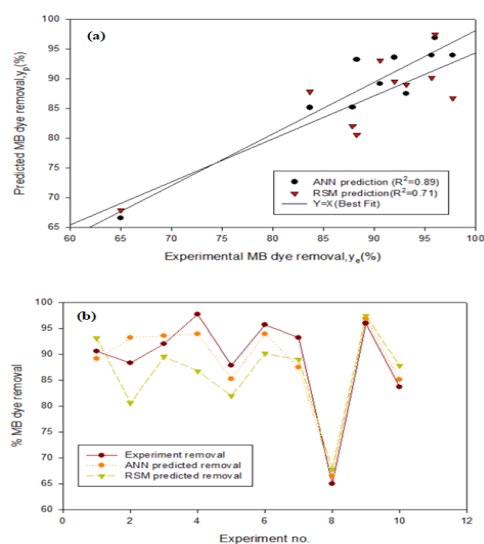 (a)
Predicted MB dye removal,yp(%)
100
95
90
85
80
75
70
65
60 65 70 75 80 85 90 95 100
ANN prediction (R²=0.89)
RSM prediction(R²=0.71)
Y=X(Best Fit)
Experimental MB dye removal,ye(%)
(b)
% MB dye removal
100
95
90
85
80
75
70
65
60
0 2 4 6 8 10 12
Experiment removal
ANN predicted removal
RSM predicted removal
Experiment no.